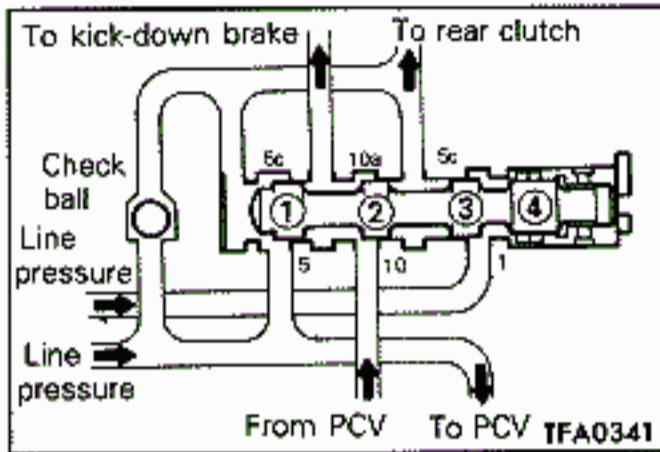 To kick-down brake
To rear clutch
5c
10a
5c
Check
ball
1
2
3
4
Line
pressure
5
10
1
Line
pressure
From PCV
To PCV
TFA0341